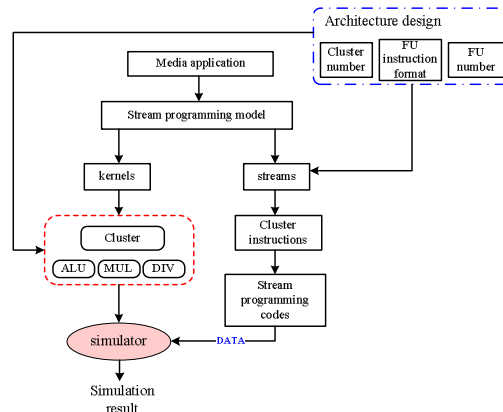 Architecture design
Cluster
number
FU
instruction
format
FU
number
Media application
Stream programming model
kernels
streams
Cluster
ALU
MUL
DIV
Cluster
instructions
Stream
programming
codes
simulator
DATA
Simulation
result